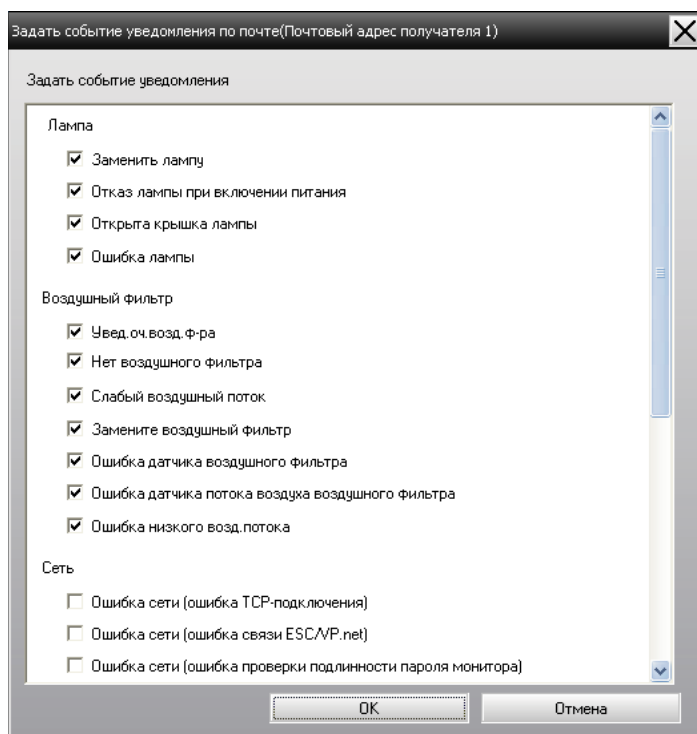 Задать событие уведомления по почте(Почтовый адрес получателя 1)
Задать событие уведомления
Лампа
Заменить лампу
Отказ лампы при включении питания
Открыта крышка лампы
Ошибка лампы
Воздушный фильтр
Увед.оч.возд.ф-ра
Нет воздушного фильтра
Слабый воздушный поток
Замените воздушный фильтр
Ошибка датчика воздушного фильтра
Ошибка датчика потока воздуха воздушного фильтра
Ошибка низкого возд.потока
Сеть
Ошибка сети (ошибка TCP-подключения)
Ошибка сети (ошибка связи ESC/VP.net)
Ошибка сети (ошибка проверки подлинности пароля монитора)
OK
Отмена